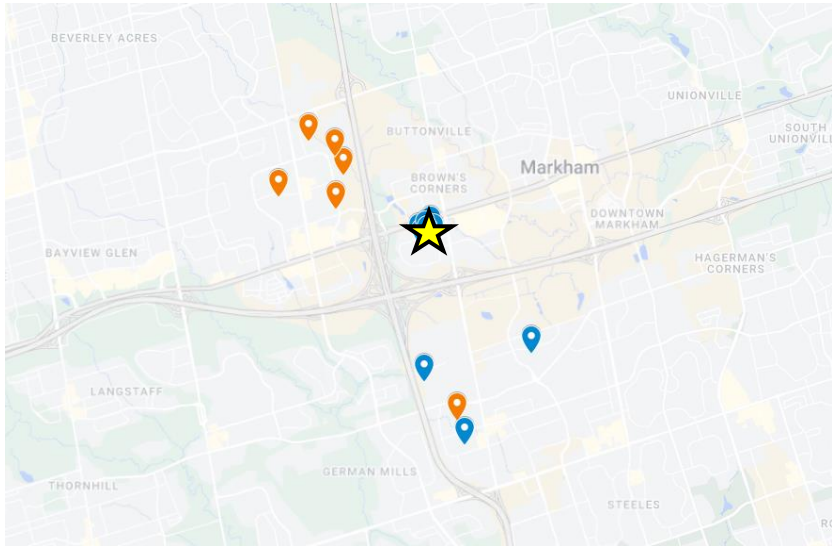 BEVERLEY ACRES
UNIONVILLE
SOUTH
UNIONVILLE
BUTTONVILLE
Markham
BROWN'S
CORNERS
DOWNTOWN
MARKHAM
BAYVIEW GLEN
HAGERMAN'S
CORNERS
LANGSTAFF
GERMAN MILLS
THORNHILL
STEELES